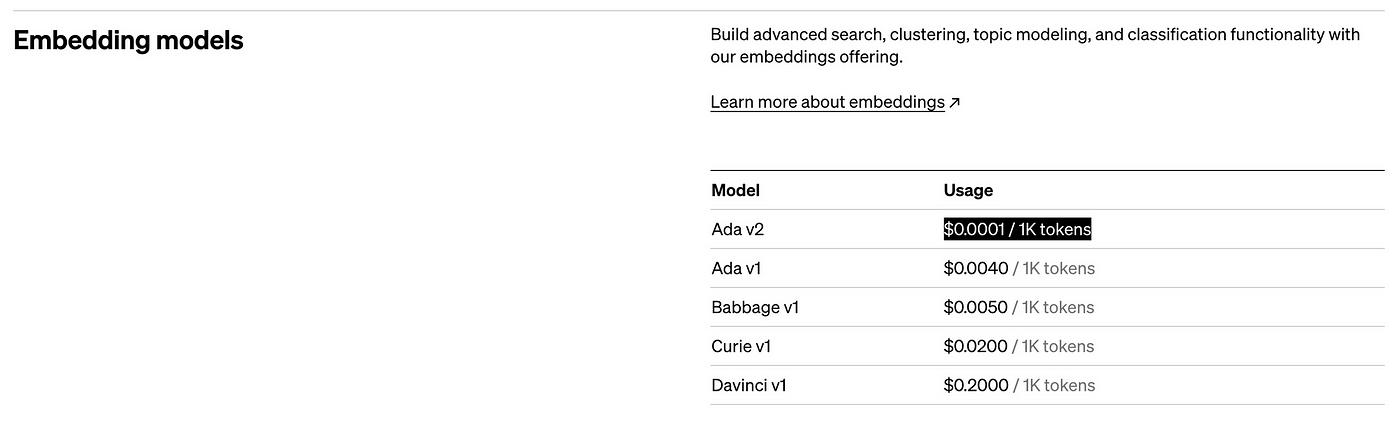 Embedding models
Build advanced search, clustering, topic modeling, and classification functionality with
our embeddings offering.
Learn more about embeddings ↗
Model Usage
Ada v2 $0.0001 / 1K tokens
Ada v1 $0.0040 / 1K tokens
Babbage v1 $0.0050 / 1K tokens
Curie v1 $0.0200 / 1K tokens
Davinci v1 $0.2000 / 1K tokens